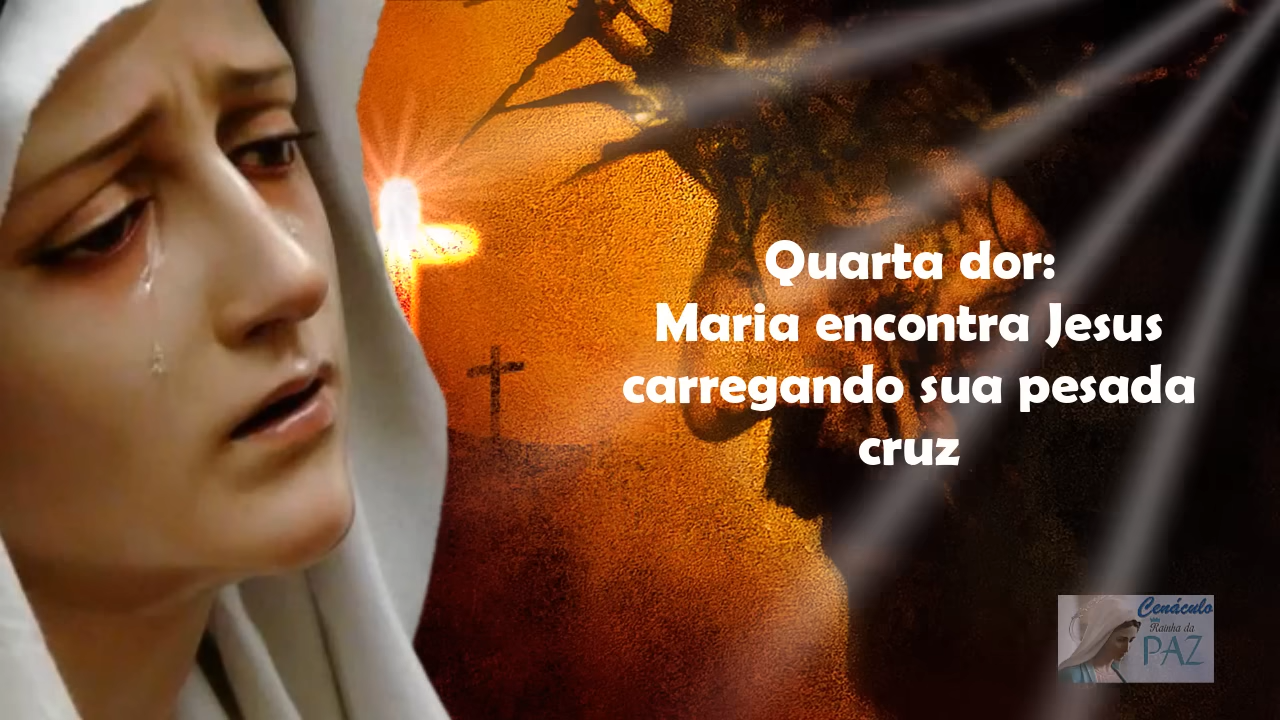 Quarta dor:
Maria encontra Jesus
carregando sua pesada
cruz
Cenáculo
Rainha da
PAZ